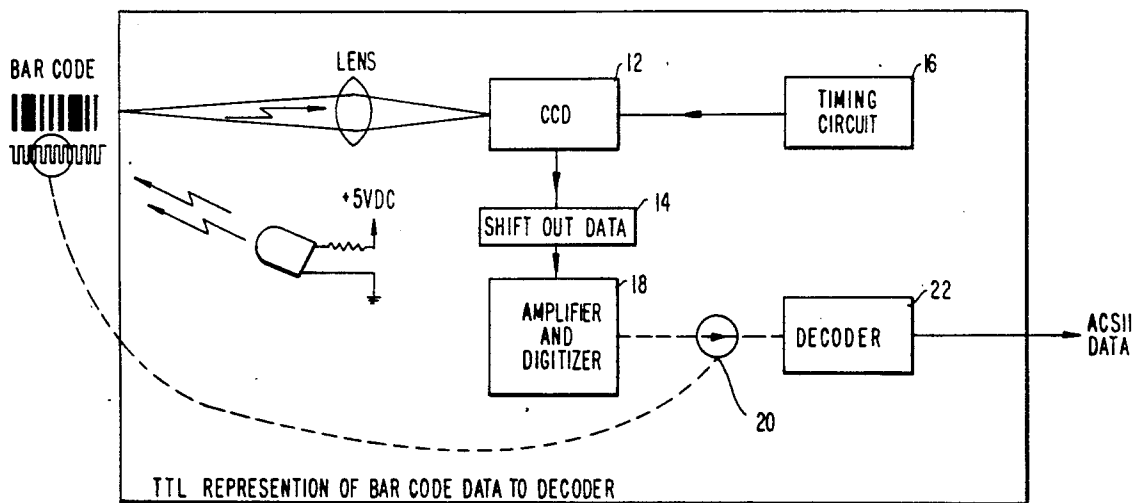 BAR CODE
LENS
12
CCD
16
TIMING
CIRCUIT
+5VDC
14
SHIFT OUT DATA
18
AMPLIFIER
AND
DIGITIZER
20
22
DECODER
ACSII
DATA
TTL REPRESENTION OF BAR CODE DATA TO DECODER